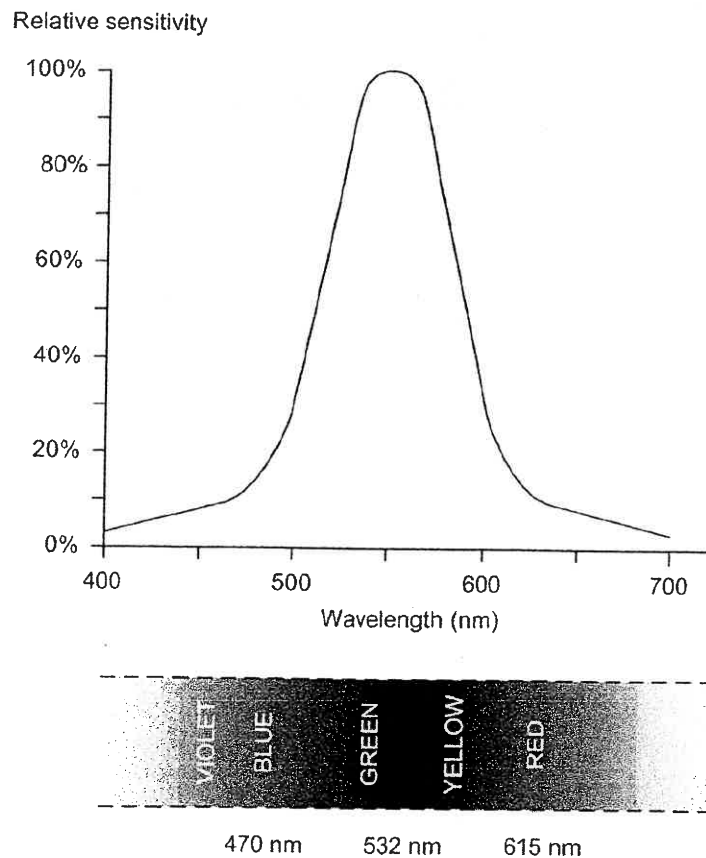 Relative sensitivity
100%
80%
60%
40%
20%
0%
400 500 600 700
Wavelength (nm)
VIOLET BLUE GREEN YELLOW RED
470 nm 532 nm 615 nm